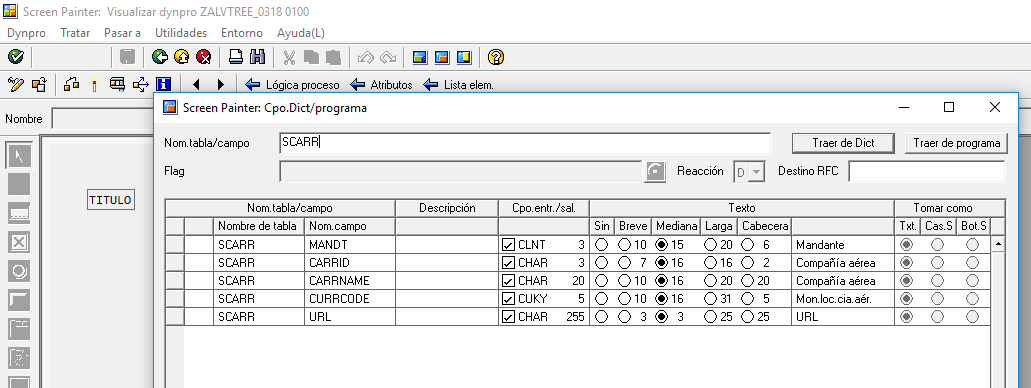 Screen Painter: Visualizar dynpro ZALVTREE_0318 0100
Dynpro Tratar Pasar a Utilidades Entorno Ayuda(L)
Lógica proceso Atributos Lista elem.
Nombre
Screen Painter: Cpo.Dict/programa
Nom.tabla/campo SCARR Traer de Dict Traer de programa
Flag Reacción D Destino RFC
TITULO
Nom.tabla/campo Descripción Cpo.entr./sal. Texto Tomar como
Nombre de tabla Nom.campo Sin Breve Mediana Larga Cabecera Txt. Cas.S Bot.S
SCARR MANDT CLNT 3 10 15 20 6 Mandante
SCARR CARRID CHAR 3 7 16 16 2 Compañía aérea
SCARR CARRNAME CHAR 20 10 16 20 20 Compañía aérea
SCARR CURRCODE CUKY 5 10 16 31 5 Mon.loc.cia.aér.
SCARR URL CHAR 255 3 3 25 25 URL